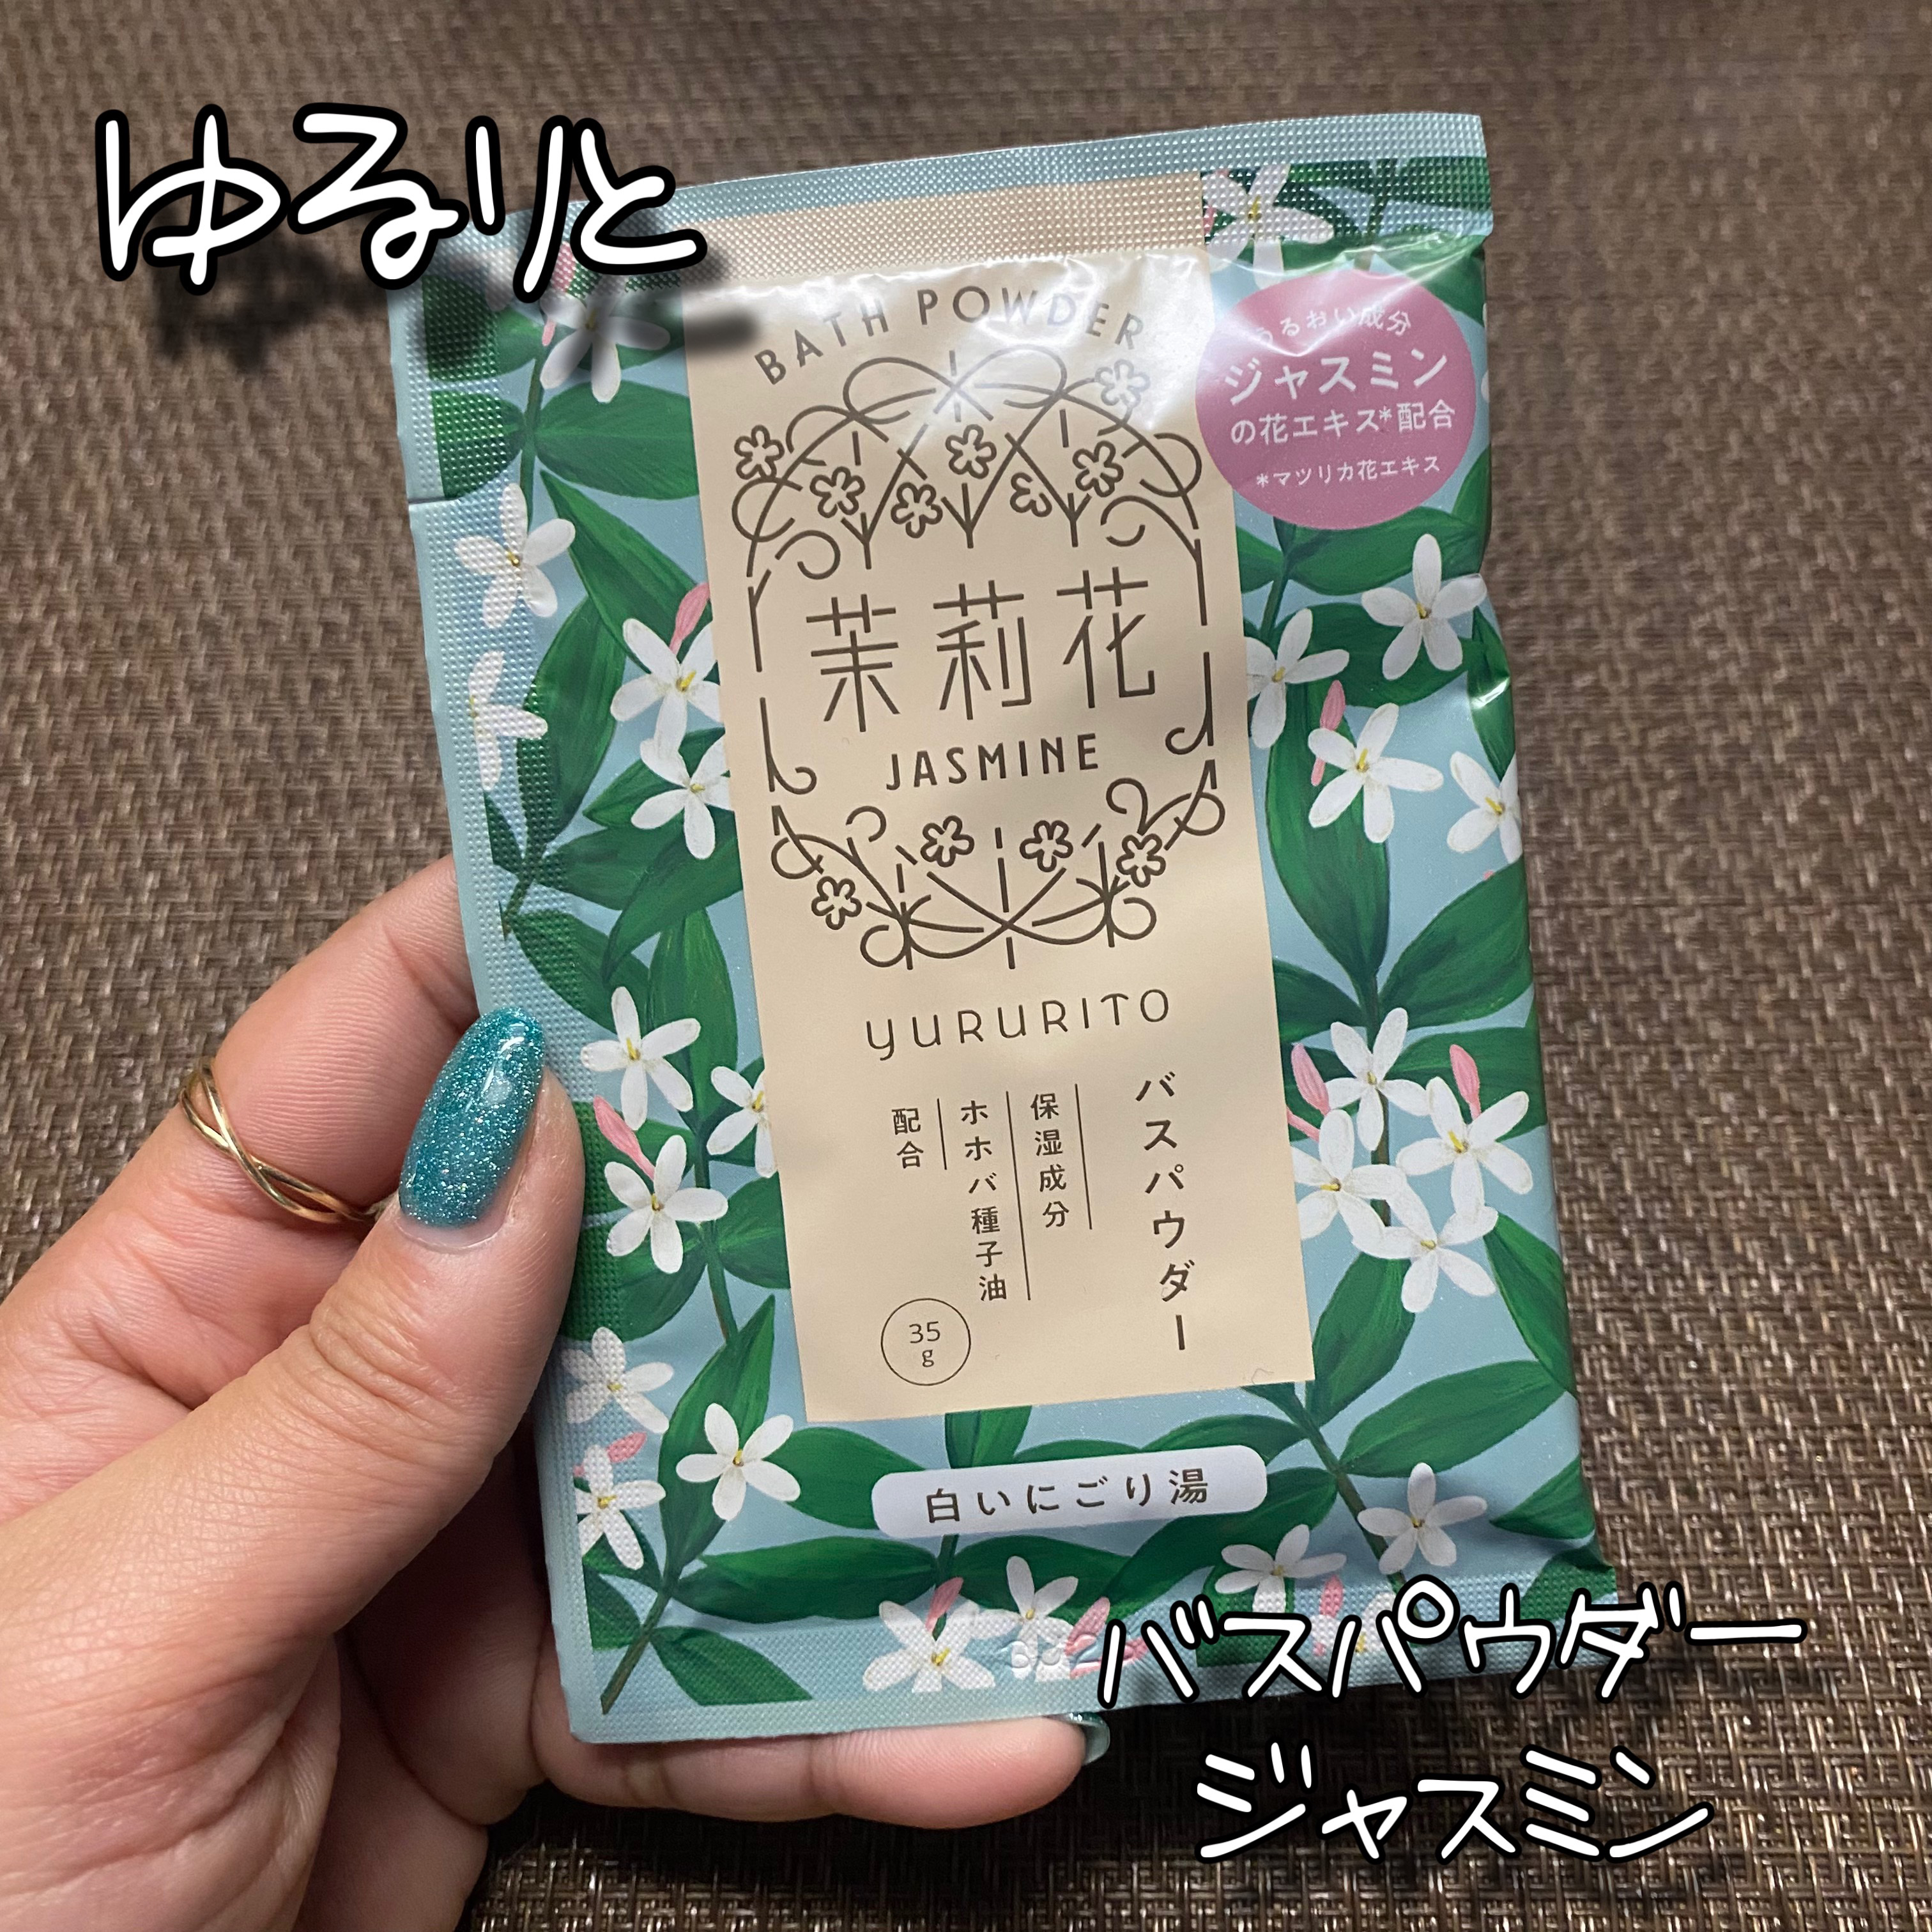 ゆるりと
BATH POWDER
うるおい成分
ジャスミン
の花エキス*配合
*マツリカ花エキス
茉莉花
JASMINE
YURURITO
バスパウダー
保湿成分
ホホバ種子油
配合
35
g
白いにごり湯
バスパウダー
ジャスミン